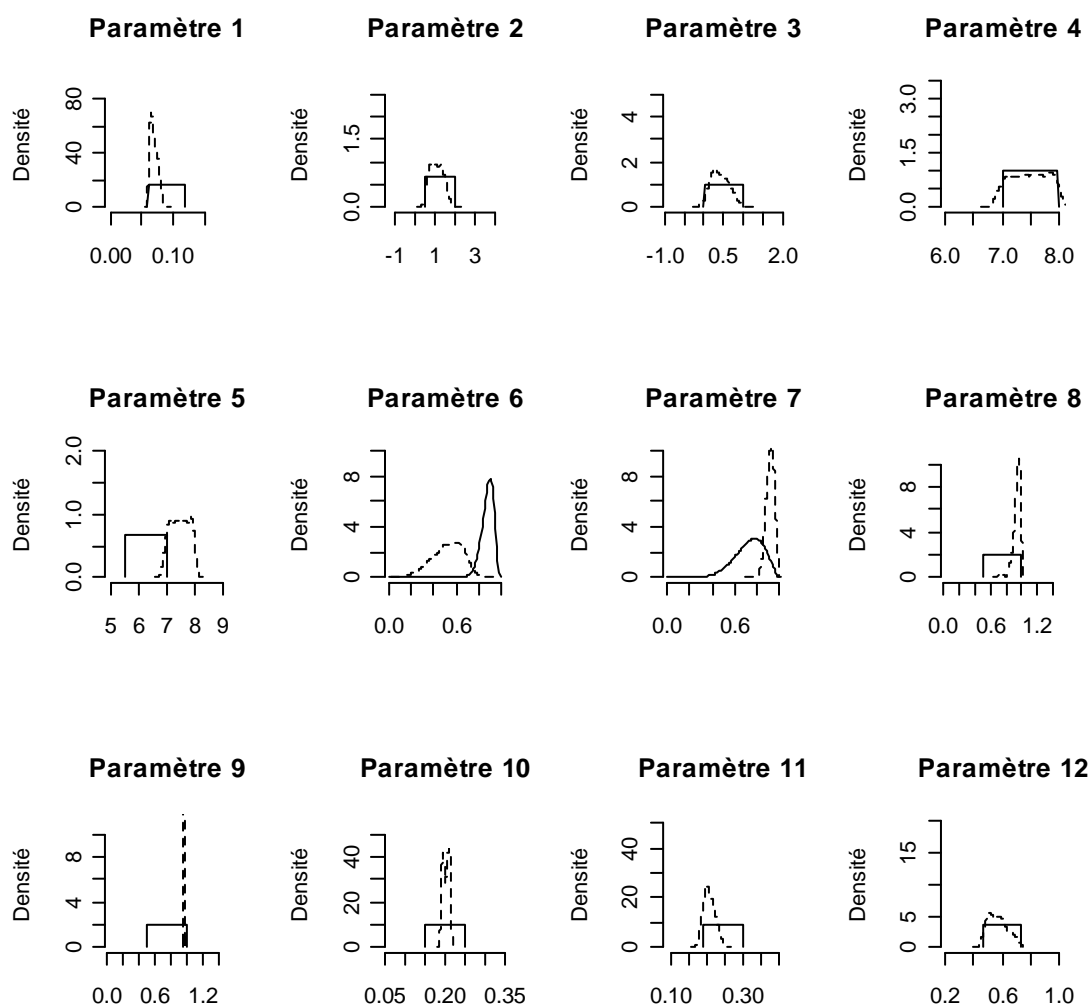 Paramètre 1
Paramètre 2
Paramètre 3
Paramètre 4
Densité
0 40 80
0.00 0.10
Densité
0.0 1.5
-1 1 3
Densité
0 2 4
-1.0 0.5 2.0
Densité
0.0 1.5 3.0
6.0 7.0 8.0
Paramètre 5
Paramètre 6
Paramètre 7
Paramètre 8
Densité
0.0 1.0 2.0
5 6 7 8 9
Densité
0 4 8
0.0 0.6
Densité
0 4 8
0.0 0.6
Densité
0 4 8
0.0 0.6 1.2
Paramètre 9
Paramètre 10
Paramètre 11
Paramètre 12
Densité
0 4 8
0.0 0.6 1.2
Densité
0 20 40
0.05 0.20 0.35
Densité
0 20 40
0.10 0.30
Densité
0 5 15
0.2 0.6 1.0